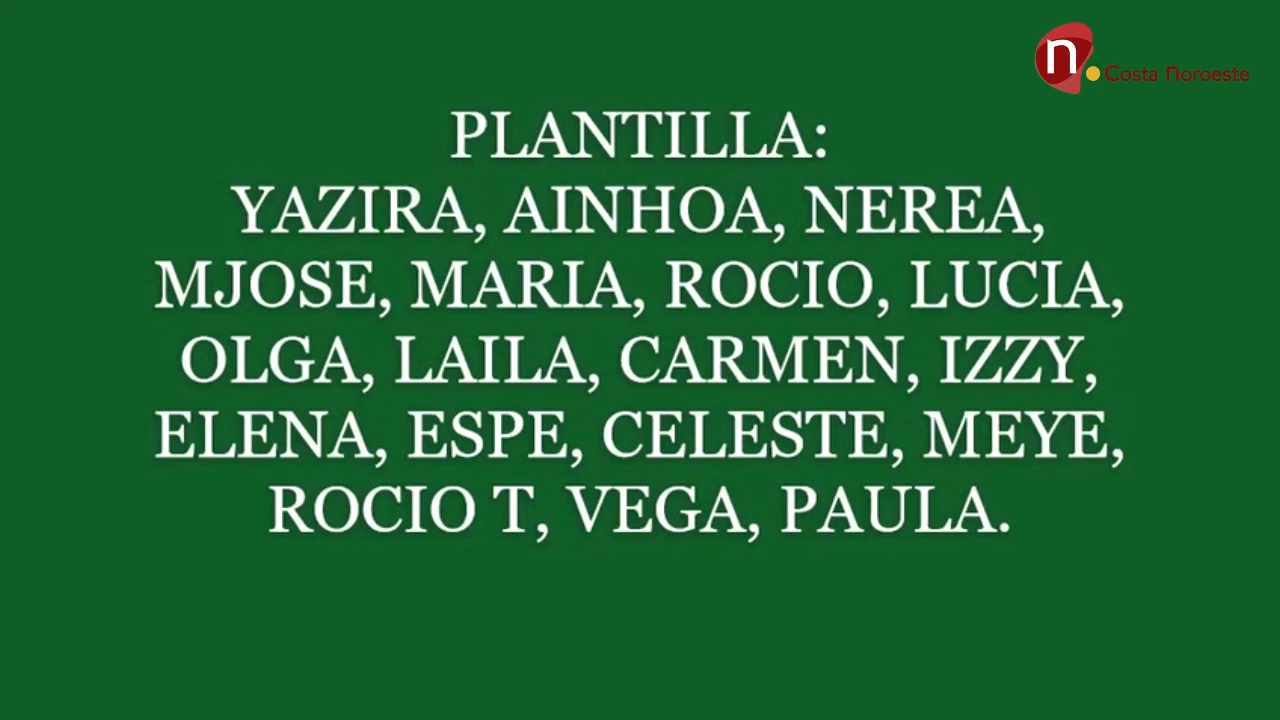 n
Costa noroeste
PLANTILLA:
YAZIRA, AINHOA, NEREA,
MJOSE, MARIA, ROCIO, LUCIA,
OLGA, LAILA, CARMEN, IZZY,
ELENA, ESPE, CELESTE, MEYE,
ROCIO T, VEGA, PAULA.